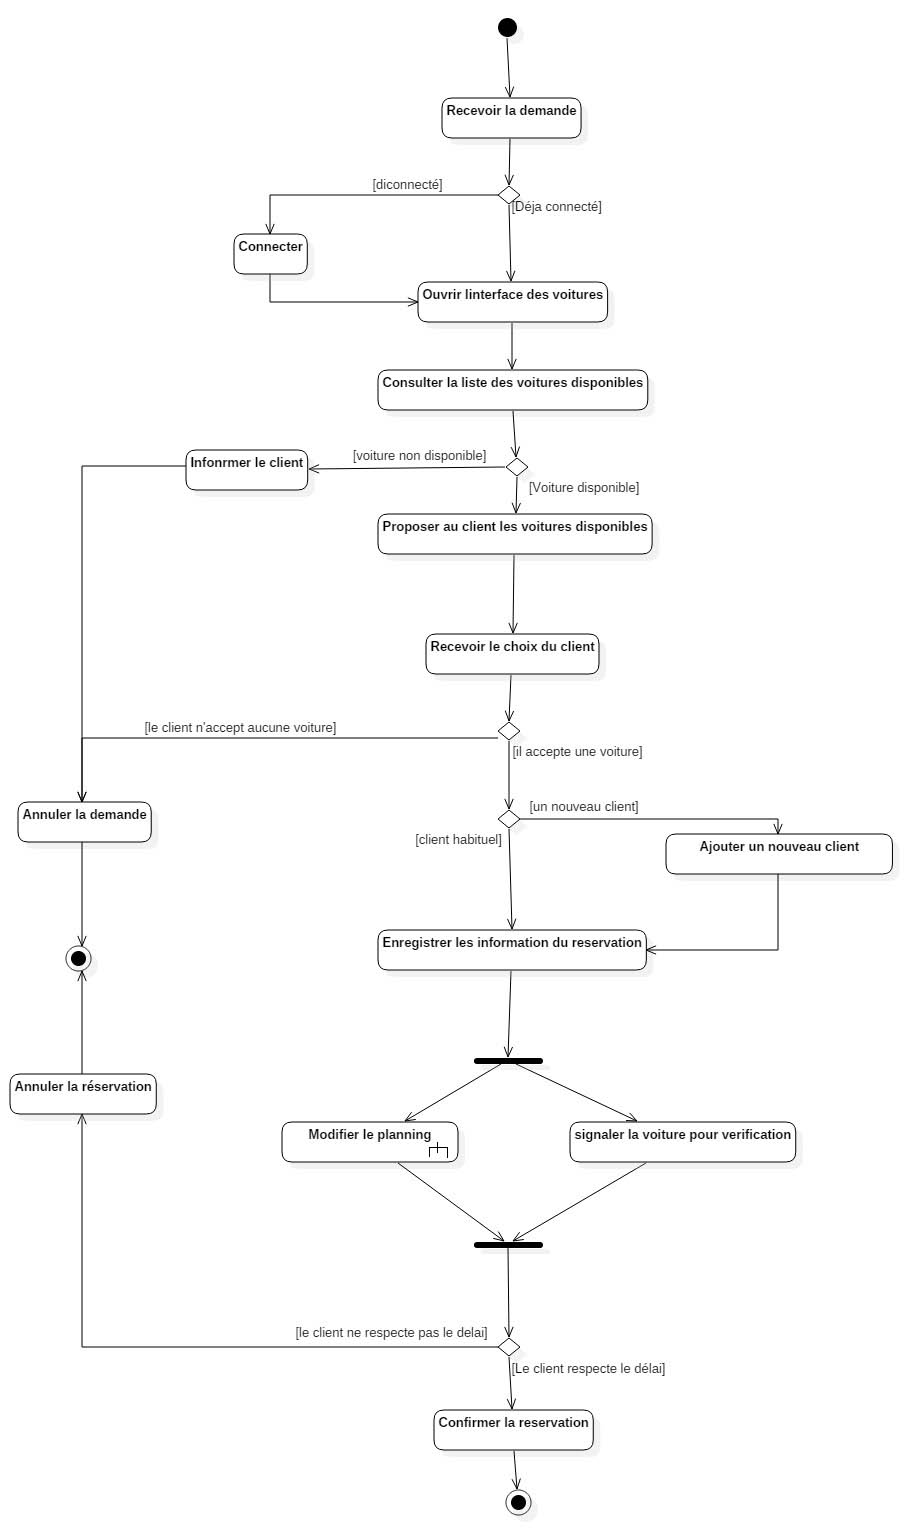 Recevoir la demande
[diconnecté]
[Déja connecté]
Connecter
Ouvrir linterface des voitures
Consulter la liste des voitures disponibles
[voiture non disponible]
Infonrmer le client
[Voiture disponible]
Proposer au client les voitures disponibles
Recevoir le choix du client
[le client n'accept aucune voiture]
[il accepte une voiture]
[un nouveau client]
Annuler la demande
[client habituel]
Ajouter un nouveau client
Enregistrer les information du reservation
Annuler la réservation
Modifier le planning
signaler la voiture pour verification
[le client ne respecte pas le delai]
[Le client respecte le délai]
Confirmer la reservation